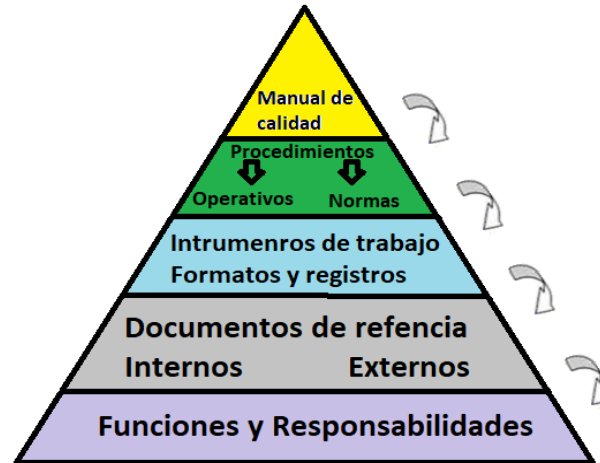 Manual de
calidad
Procedimientos
Operativos Normas
Intrumenros de trabajo
Formatos y registros
Documentos de refencia
Internos Externos
Funciones y Responsabilidades